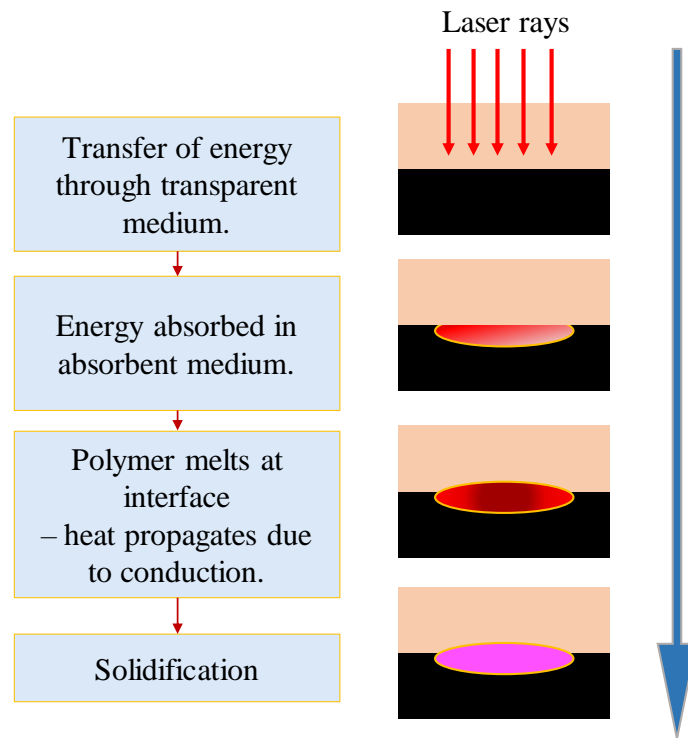 Laser rays
Transfer of energy
through transparent
medium.
Energy absorbed in
absorbent medium.
Polymer melts at
interface
– heat propagates due
to conduction.
Solidification